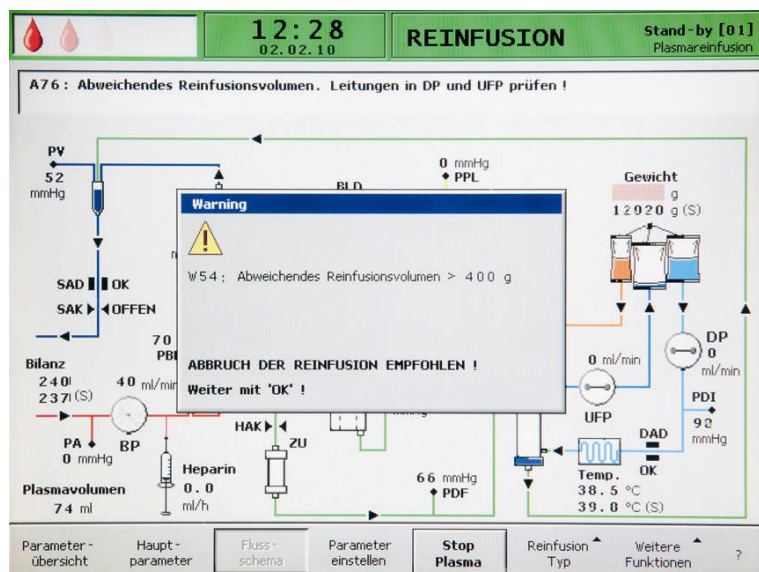 12:28
02.02.10
REINFUSION
Stand-by [01]
Plasmareinfusion
A76: Abweichendes Reinfusionsvolumen. Leitungen in DP und UFP prüfen !
PV
52
mmHg
0 mmHg
PPL
BLD
Gewicht
g
12920 g (S)
Warning
W54: Abweichendes Reinfusionsvolumen > 400 g
ABBRUCH DER REINFUSION EMPFOHLEN !
Weiter mit 'OK' !
SAD OK
SAK OFFEN
70
Bilanz
240
237 (S)
40 ml/min
PA
0 mmHg
BP
Heparin
0.0
ml/h
Plasmavolumen
74 ml
HAK
ZU
66 mmHg
PDF
0 ml/min
UFP
DP
0
ml/min
PDI
92
mmHg
DAD
OK
Temp.
38.5 °C
39.0 °C (S)
Parameter-
übersicht
Haupt-
parameter
Fluss-
schema
Parameter
einstellen
Stop
Plasma
Reinfusion
Typ
Weitere
Funktionen
?